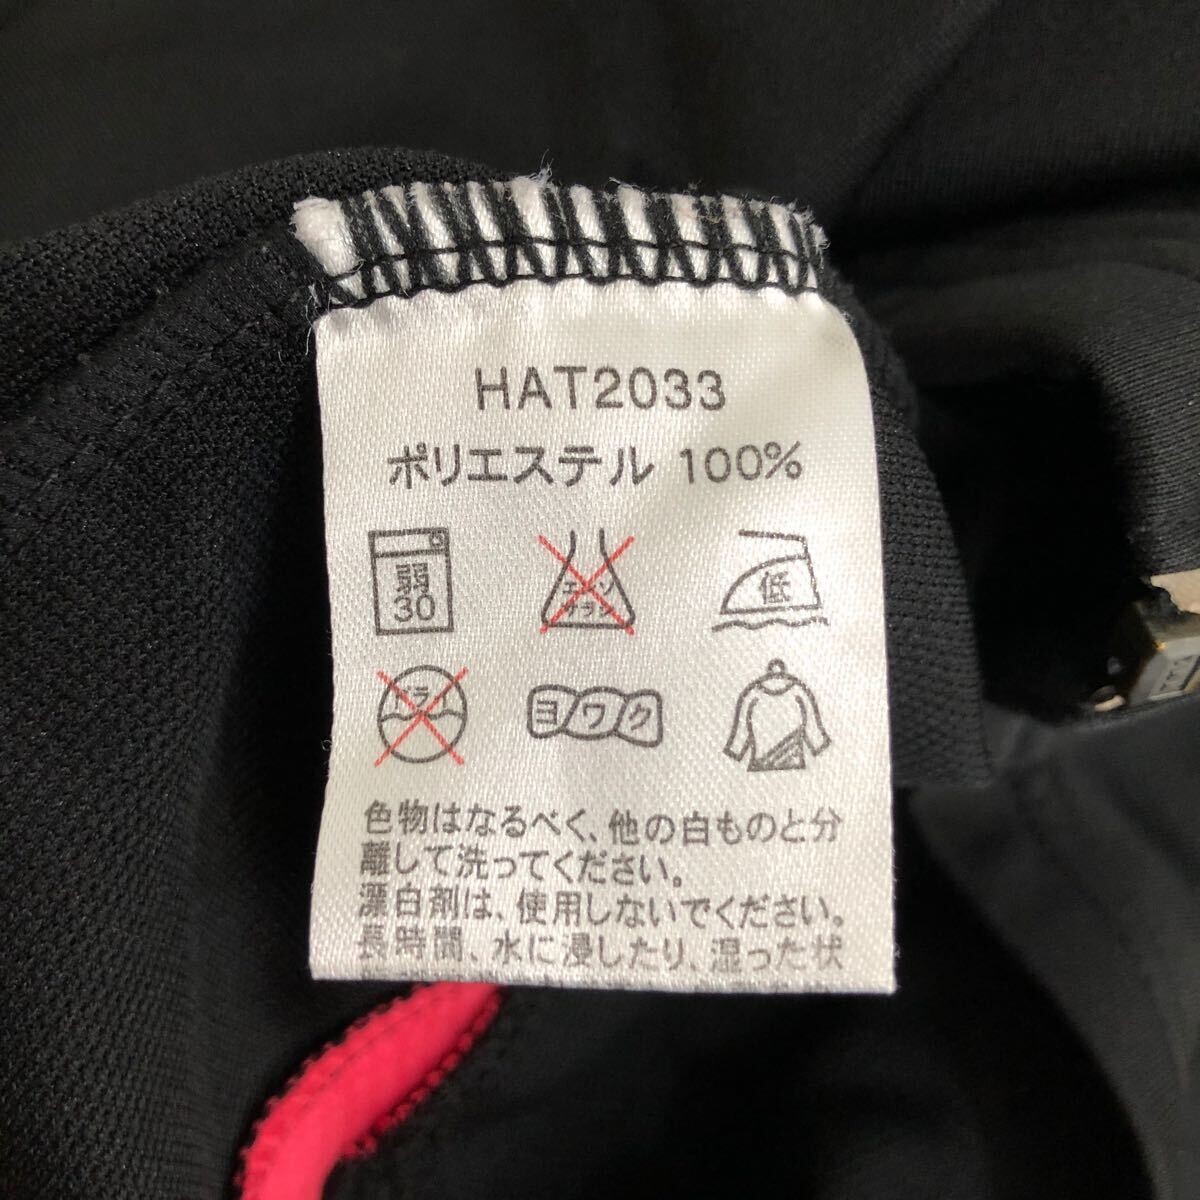 HAT2033
ポリエステル 100%
弱
30
エンソ
サラシ
低
ドライ
ヨワク
色物はなるべく、他の白ものと分
離して洗ってください。
漂白剤は、使用しないでください。
長時間、水に浸したり、湿った状